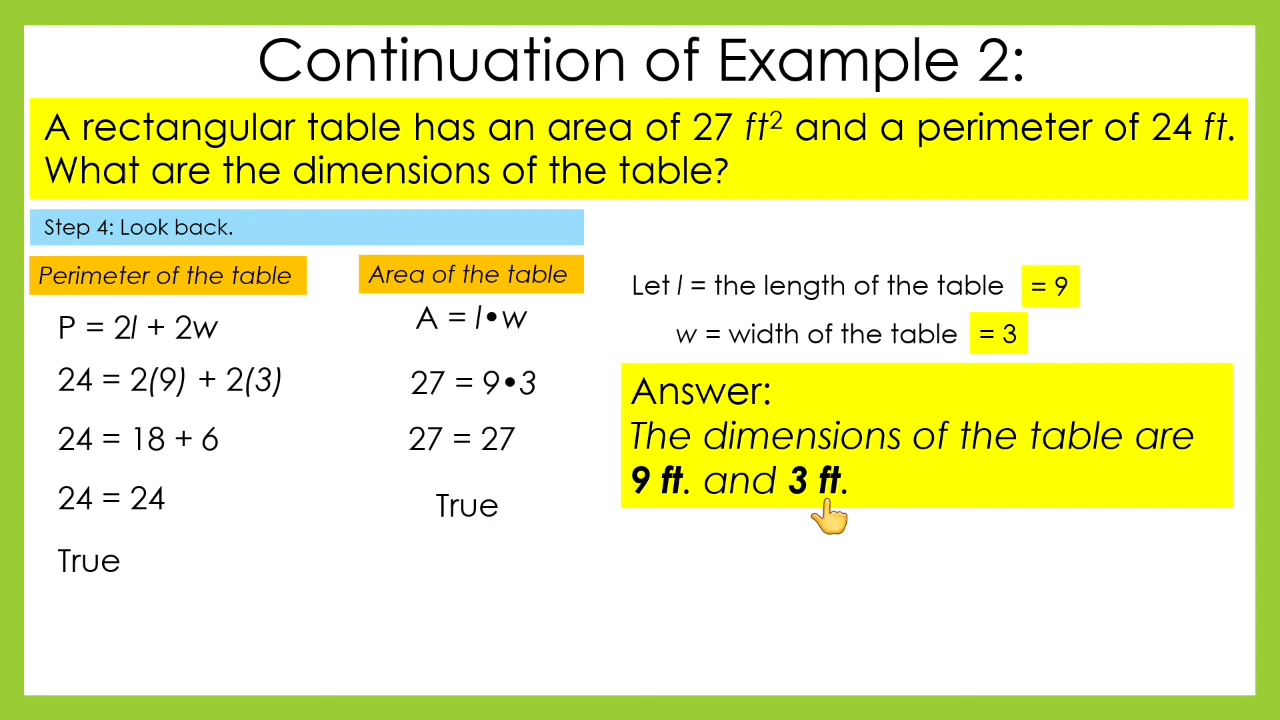 Continuation of Example 2:
A rectangular table has an area of 27 ft² and a perimeter of 24 ft.
What are the dimensions of the table?
Step 4: Look back.
Perimeter of the table
P = 2l + 2w
24 = 2(9) + 2(3)
24 = 18 + 6
24 = 24
True
Area of the table
A = l•w
27 = 9•3
27 = 27
True
Let l = the length of the table = 9
w = width of the table = 3
Answer:
The dimensions of the table are
9 ft. and 3 ft.